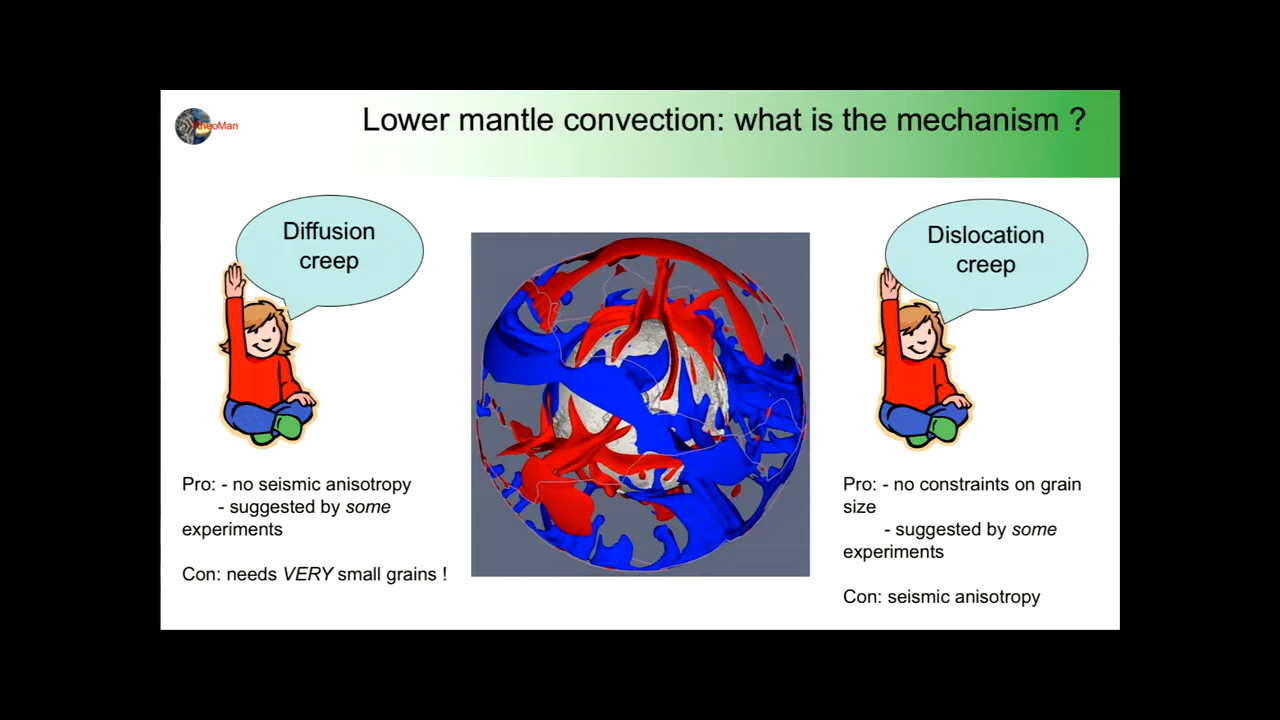 RheoMan
Lower mantle convection: what is the mechanism ?
Diffusion
creep
Pro: - no seismic anisotropy
- suggested by some
experiments
Con: needs VERY small grains !
Dislocation
creep
Pro: - no constraints on grain
size
- suggested by some
experiments
Con: seismic anisotropy